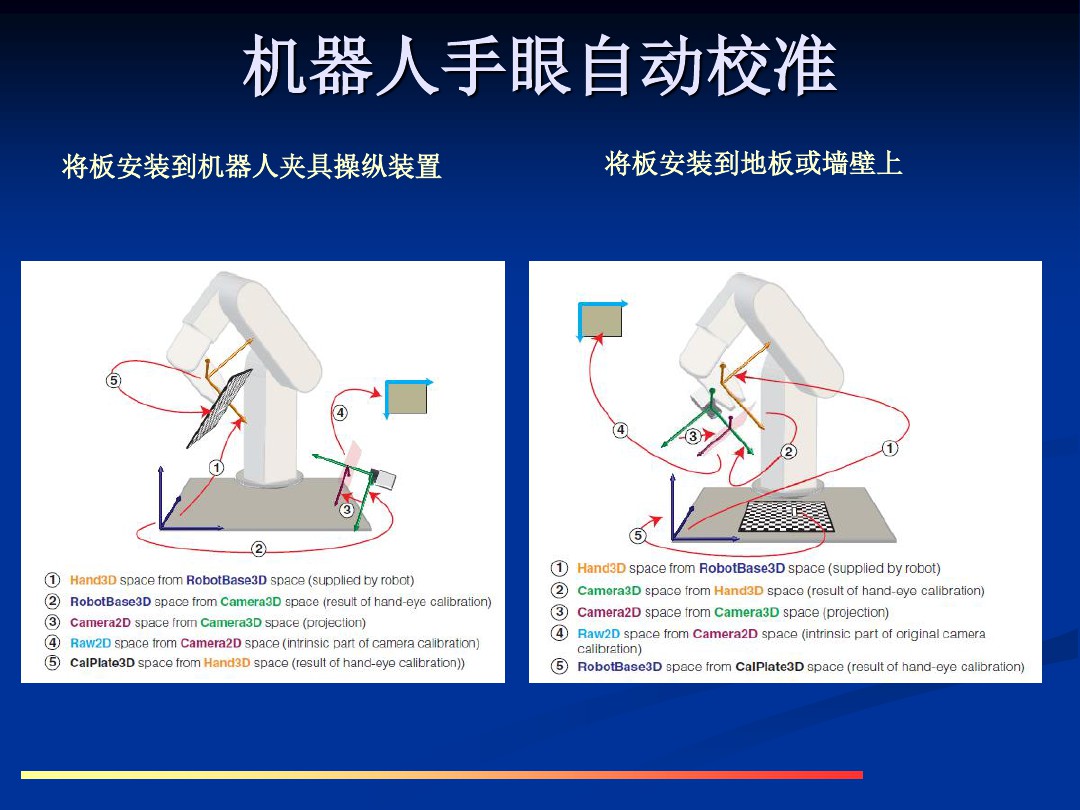 机器人手眼自动校准
将板安装到机器人夹具操纵装置
将板安装到地板或墙壁上
5
4
1
3
2
① Hand3D space from RobotBase3D space (supplied by robot)
② RobotBase3D space from Camera3D space (result of hand-eye calibration)
③ Camera2D space from Camera3D space (projection)
④ Raw2D space from Camera2D space (intrinsic part of camera calibration)
⑤ CalPlate3D space from Hand3D space (result of hand-eye calibration))
4
3
2
1
5
① Hand3D space from RobotBase3D space (supplied by robot)
② Camera3D space from Hand3D space (result of hand-eye calibration)
③ Camera2D space from Camera3D space (projection)
④ Raw2D space from Camera2D space (intrinsic part of original camera
calibration)
⑤ RobotBase3D space from CalPlate3D space (result of hand-eye calibration)